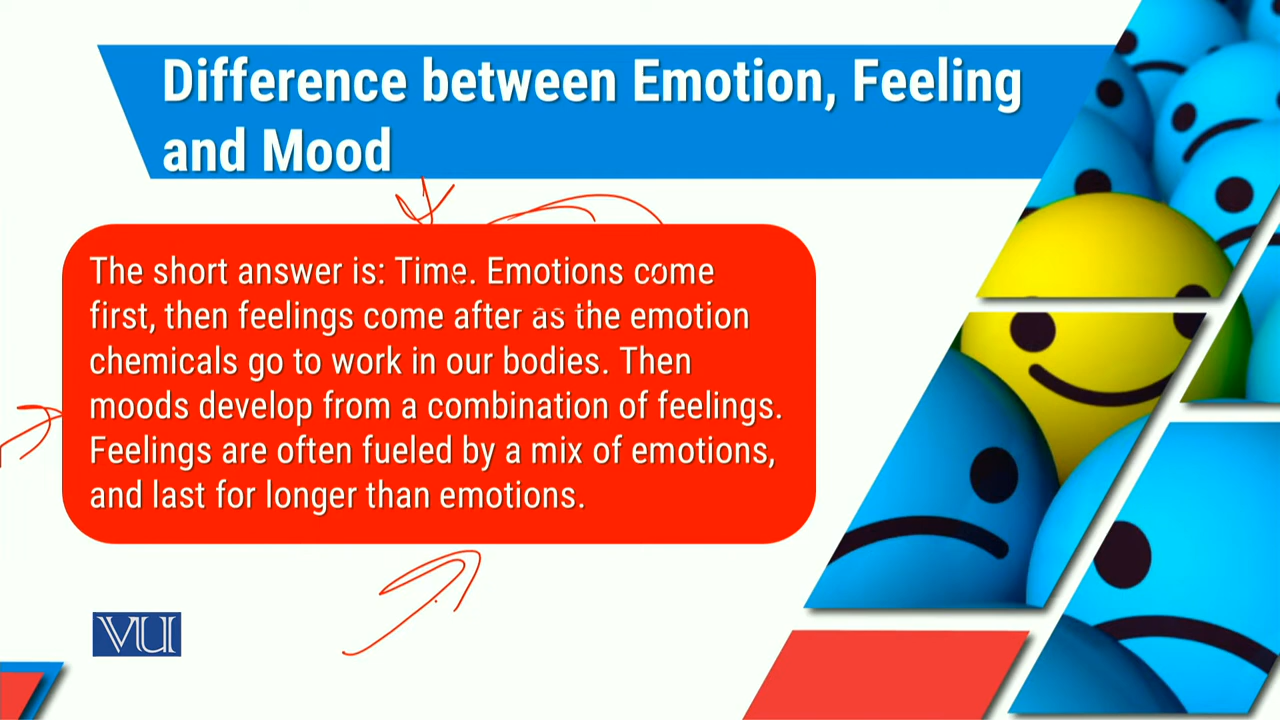 Difference between Emotion, Feeling
and Mood
The short answer is: Time. Emotions come
first, then feelings come after as the emotion
chemicals go to work in our bodies. Then
moods develop from a combination of feelings.
Feelings are often fueled by a mix of emotions,
and last for longer than emotions.
VU